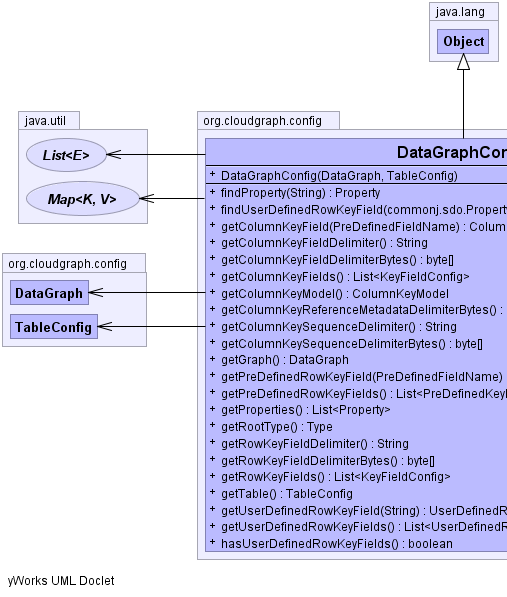 java.lang
Object
java.util
List<E>
Map<K, V>
org.cloudgraph.config
DataGraph
TableConfig
org.cloudgraph.config
DataGraphCon
+ DataGraphConfig(DataGraph, TableConfig)
+ findProperty(String) : Property
+ findUserDefinedRowKeyField(commonj.sdo.Property
+ getColumnKeyField(PreDefinedFieldName) : Colum
+ getColumnKeyFieldDelimiter() : String
+ getColumnKeyFieldDelimiterBytes() : byte[]
+ getColumnKeyFields() : List<KeyFieldConfig>
+ getColumnKeyModel() : ColumnKeyModel
+ getColumnKeyReferenceMetadataDelimiterBytes() :
+ getColumnKeySequenceDelimiter() : String
+ getColumnKeySequenceDelimiterBytes() : byte[]
+ getGraph() : DataGraph
+ getPreDefinedRowKeyField(PreDefinedFieldName)
+ getPreDefinedRowKeyFields() : List<PreDefinedKeyI
+ getProperties() : List<Property>
+ getRootType() : Type
+ getRowKeyFieldDelimiter() : String
+ getRowKeyFieldDelimiterBytes() : byte[]
+ getRowKeyFields() : List<KeyFieldConfig>
+ getTable() : TableConfig
+ getUserDefinedRowKeyField(String) : UserDefinedR
+ getUserDefinedRowKeyFields() : List<UserDefinedR
+ hasUserDefinedRowKeyFields() : boolean
yWorks UML Doclet